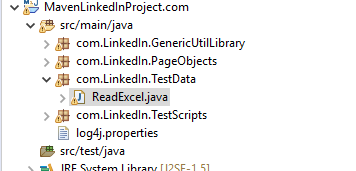 MavenLinkedInProject.com
src/main/java
com.LinkedIn.GenericUtilLibrary
com.LinkedIn.PageObjects
com.LinkedIn.TestData
ReadExcel.java
com.LinkedIn.TestScripts
log4j.properties
src/test/java
JRE System Library [J2SE-1.5]